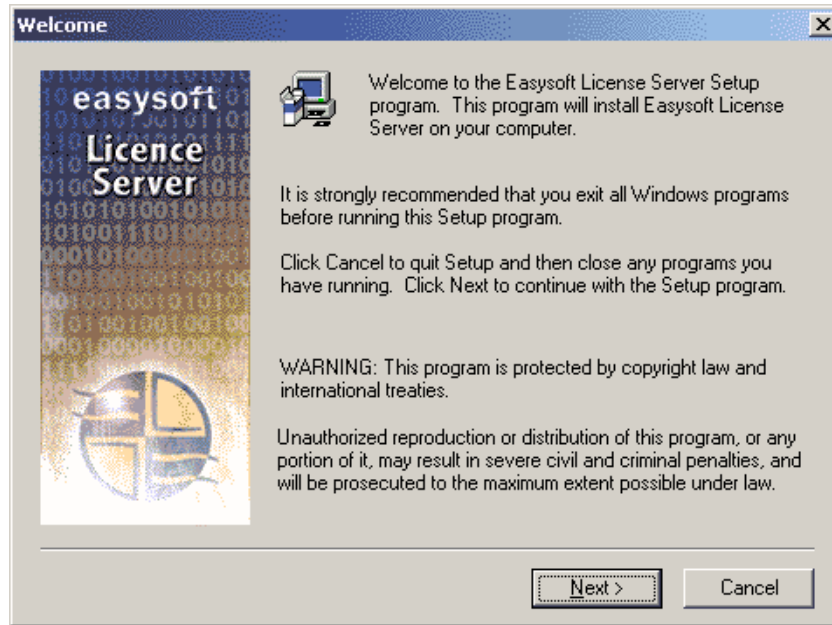 Welcome
easysoft
Licence
Server
Welcome to the Easysoft License Server Setup
program. This program will install Easysoft License
Server on your computer.
It is strongly recommended that you exit all Windows programs
before running this Setup program.
Click Cancel to quit Setup and then close any programs you
have running. Click Next to continue with the Setup program.
WARNING: This program is protected by copyright law and
international treaties.
Unauthorized reproduction or distribution of this program, or any
portion of it, may result in severe civil and criminal penalties, and
will be prosecuted to the maximum extent possible under law.
Next >
Cancel